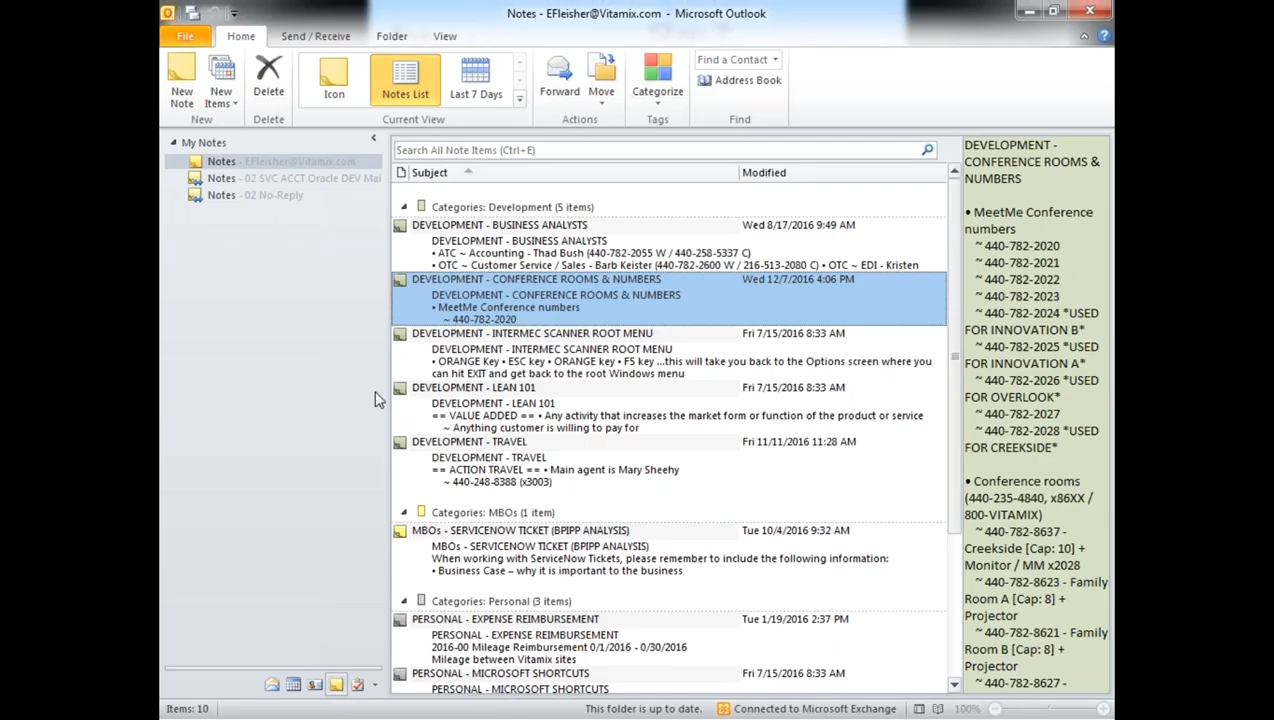 Notes - EFleisher@Vitamix.com - Microsoft Outlook
File Home Send / Receive Folder View
New Note
New Items
Delete
Icon
Notes List
Last 7 Days
Forward
Move
Categorize
Find a Contact
Address Book
New Delete Current View Actions Tags Find
My Notes
Notes - EFleisher@Vitamix.com
Notes - 02 SVC ACCT Oracle DEV Mai
Notes - 02 No-Reply
Search All Note Items (Ctrl+E)
Subject Modified
Categories: Development (5 items)
DEVELOPMENT - BUSINESS ANALYSTS Wed 8/17/2016 9:49 AM
DEVELOPMENT - BUSINESS ANALYSTS
• ATC ~ Accounting - Thad Bush (440-782-2055 W / 440-258-5337 C)
• OTC ~ Customer Service / Sales - Barb Keister (440-782-2600 W / 216-513-2080 C) • OTC ~ EDI - Kristen
DEVELOPMENT - CONFERENCE ROOMS & NUMBERS Wed 12/7/2016 4:06 PM
DEVELOPMENT - CONFERENCE ROOMS & NUMBERS
• MeetMe Conference numbers
~ 440-782-2020
DEVELOPMENT - INTERMEC SCANNER ROOT MENU Fri 7/15/2016 8:33 AM
DEVELOPMENT - INTERMEC SCANNER ROOT MENU
• ORANGE Key • ESC key • ORANGE key • F5 key ...this will take you back to the Options screen where you
can hit EXIT and get back to the root Windows menu
DEVELOPMENT - LEAN 101 Fri 7/15/2016 8:33 AM
DEVELOPMENT - LEAN 101
== VALUE ADDED == • Any activity that increases the market form or function of the product or service
~ Anything customer is willing to pay for
DEVELOPMENT - TRAVEL Fri 11/11/2016 11:28 AM
DEVELOPMENT - TRAVEL
== ACTION TRAVEL == • Main agent is Mary Sheehy
~ 440-248-8388 (x3003)
Categories: MBOs (1 item)
MBOs - SERVICENOW TICKET (BPIPP ANALYSIS) Tue 10/4/2016 9:32 AM
MBOs - SERVICENOW TICKET (BPIPP ANALYSIS)
When working with ServiceNow Tickets, please remember to include the following information:
• Business Case – why it is important to the business
Categories: Personal (3 items)
PERSONAL - EXPENSE REIMBURSEMENT Tue 1/19/2016 2:37 PM
PERSONAL - EXPENSE REIMBURSEMENT
2016-00 Mileage Reimbursement 0/1/2016 - 0/30/2016
Mileage between Vitamix sites
PERSONAL - MICROSOFT SHORTCUTS Fri 7/15/2016 8:33 AM
PERSONAL - MICROSOFT SHORTCUTS
DEVELOPMENT -
CONFERENCE ROOMS &
NUMBERS
• MeetMe Conference
numbers
~ 440-782-2020
~ 440-782-2021
~ 440-782-2022
~ 440-782-2023
~ 440-782-2024 *USED
FOR INNOVATION B*
~ 440-782-2025 *USED
FOR INNOVATION A*
~ 440-782-2026 *USED
FOR OVERLOOK*
~ 440-782-2027
~ 440-782-2028 *USED
FOR CREEKSIDE*
• Conference rooms
(440-235-4840, x86XX /
800-VITAMIX)
~ 440-782-8637 -
Creekside [Cap: 10] +
Monitor / MM x2028
~ 440-782-8623 - Family
Room A [Cap: 8] +
Projector
~ 440-782-8621 - Family
Room B [Cap: 8] +
Projector
~ 440-782-8627 -
Items: 10 This folder is up to date. Connected to Microsoft Exchange 100%